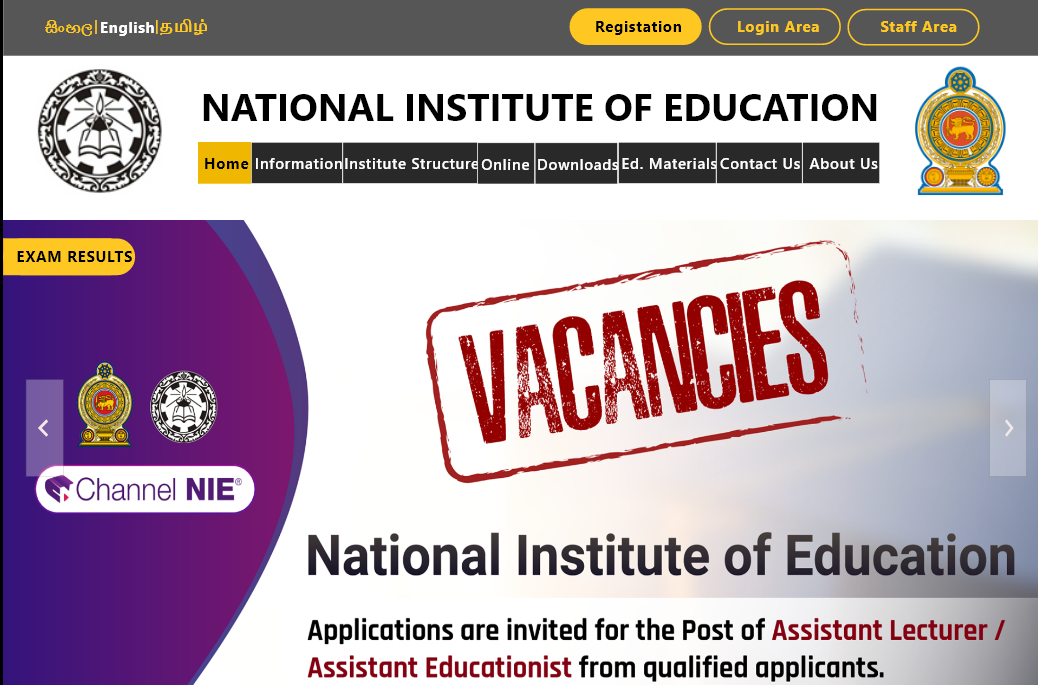 සිංහල|English|தமிழ்
Registation
Login Area
Staff Area
NATIONAL INSTITUTE OF EDUCATION
Home Information Institute Structure Online Downloads Ed. Materials Contact Us About Us
EXAM RESULTS
VACANCIES
Channel NIE®
National Institute of Education
Applications are invited for the Post of Assistant Lecturer /
Assistant Educationist from qualified applicants.